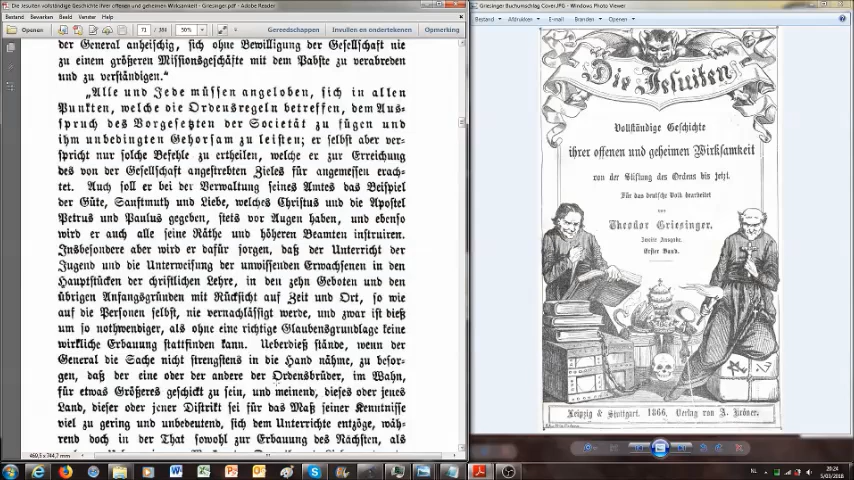 Die Jesuiten vollständige Geschichte ihrer offenen und geheimen Wirksamkeit - Griesinger.pdf - Adobe Reader
Bestand Bewerken Beeld Venster Help
Openen
71
50%
Gereedschappen
Invullen en ondertekenen
Opmerking
der General anheischig, sich ohne Bewilligung der Gesellschaft nie
zu einem größeren Missionsgeschäfte mit dem Pabste zu verabreden
und zu verständigen.“
„Alle und Jede müssen angeloben, sich in allen
Punkten, welche die Ordensregeln betreffen, dem Aus-
spruch des Vorgesetzten der Societät zu fügen und
ihm unbedingten Gehorsam zu leisten; er selbst aber ver-
spricht nur solche Befehle zu ertheilen, welche er zur Erreichung
des von der Gesellschaft angestrebten Zieles für angemessen erach-
tet. Auch soll er bei der Verwaltung seines Amtes das Beispiel
der Güte, Sanftmuth und Liebe, welches Christus und die Apostel
Petrus und Paulus gegeben, stets vor Augen haben, und ebenso
wird er auch alle seine Räthe und höheren Beamten instruiren.
Insbesondere aber wird er dafür sorgen, daß der Unterricht der
Jugend und die Unterweisung der unwissenden Erwachsenen in den
Hauptstücken der christlichen Lehre, in den zehn Geboten und den
übrigen Anfangsgründen mit Rücksicht auf Zeit und Ort, so wie
auf die Personen selbst, nie vernachlässigt werde, und zwar ist dieß
um so nothwendiger, als ohne eine richtige Glaubensgrundlage keine
wirkliche Erbauung stattfinden kann. Ueberdieß stände, wenn der
General die Sache nicht strengstens in die Hand nähme, zu besor-
gen, daß der eine oder der andere der Ordensbrüder, im Wahn,
für etwas Größeres geschickt zu sein, und meinend, dieses oder jenes
Land, dieser oder jener Distrikt sei für das Maß seiner Kenntnisse
viel zu gering und unbedeutend, sich dem Unterrichte entzöge, wäh-
rend doch in der That sowohl zur Erbauung des Nächsten, als
Griesinger Buchumschlag Cover.JPG - Windows Photo Viewer
Bestand Afdrukken E-mail Branden Openen
Die Jesuiten
Vollständige Geschichte
ihrer offenen und geheimen Wirksamkeit
von der Stiftung des Ordens bis jetzt.
Für das deutsche Volk bearbeitet
von
Theodor Griesinger.
Zweite Ausgabe.
Erster Band.
Leipzig & Stuttgart. 1866. Verlag von A. Kröner.
NL
20:24
5/03/2018